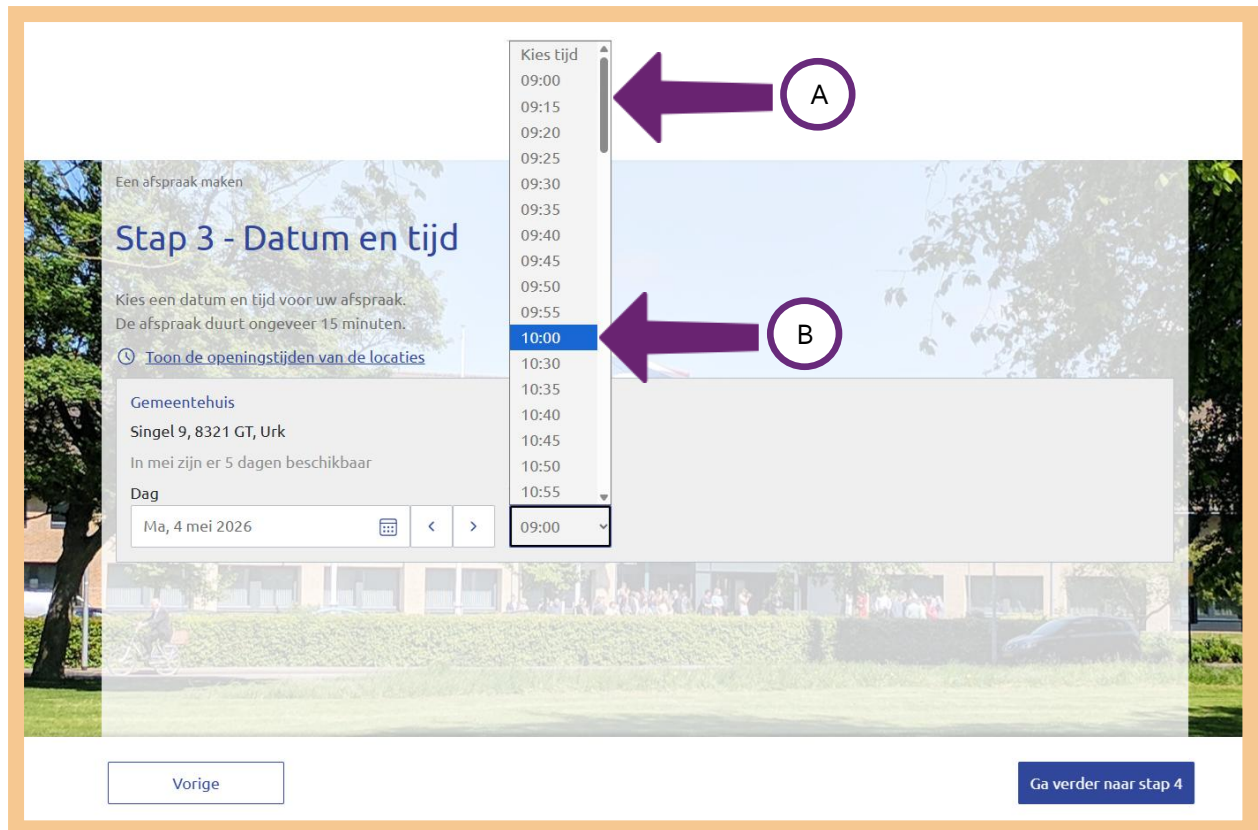 Kies tijd
09:00
09:15
09:20
09:25
09:30
09:35
09:40
09:45
09:50
09:55
10:00
10:30
10:35
10:40
10:45
10:50
10:55
A
B
Een afspraak maken
Stap 3 - Datum en tijd
Kies een datum en tijd voor uw afspraak.
De afspraak duurt ongeveer 15 minuten.
Toon de openingstijden van de locaties
Gemeentehuis
Singel 9, 8321 GT, Urk
In mei zijn er 5 dagen beschikbaar
Dag
Ma, 4 mei 2026
09:00
Vorige
Ga verder naar stap 4